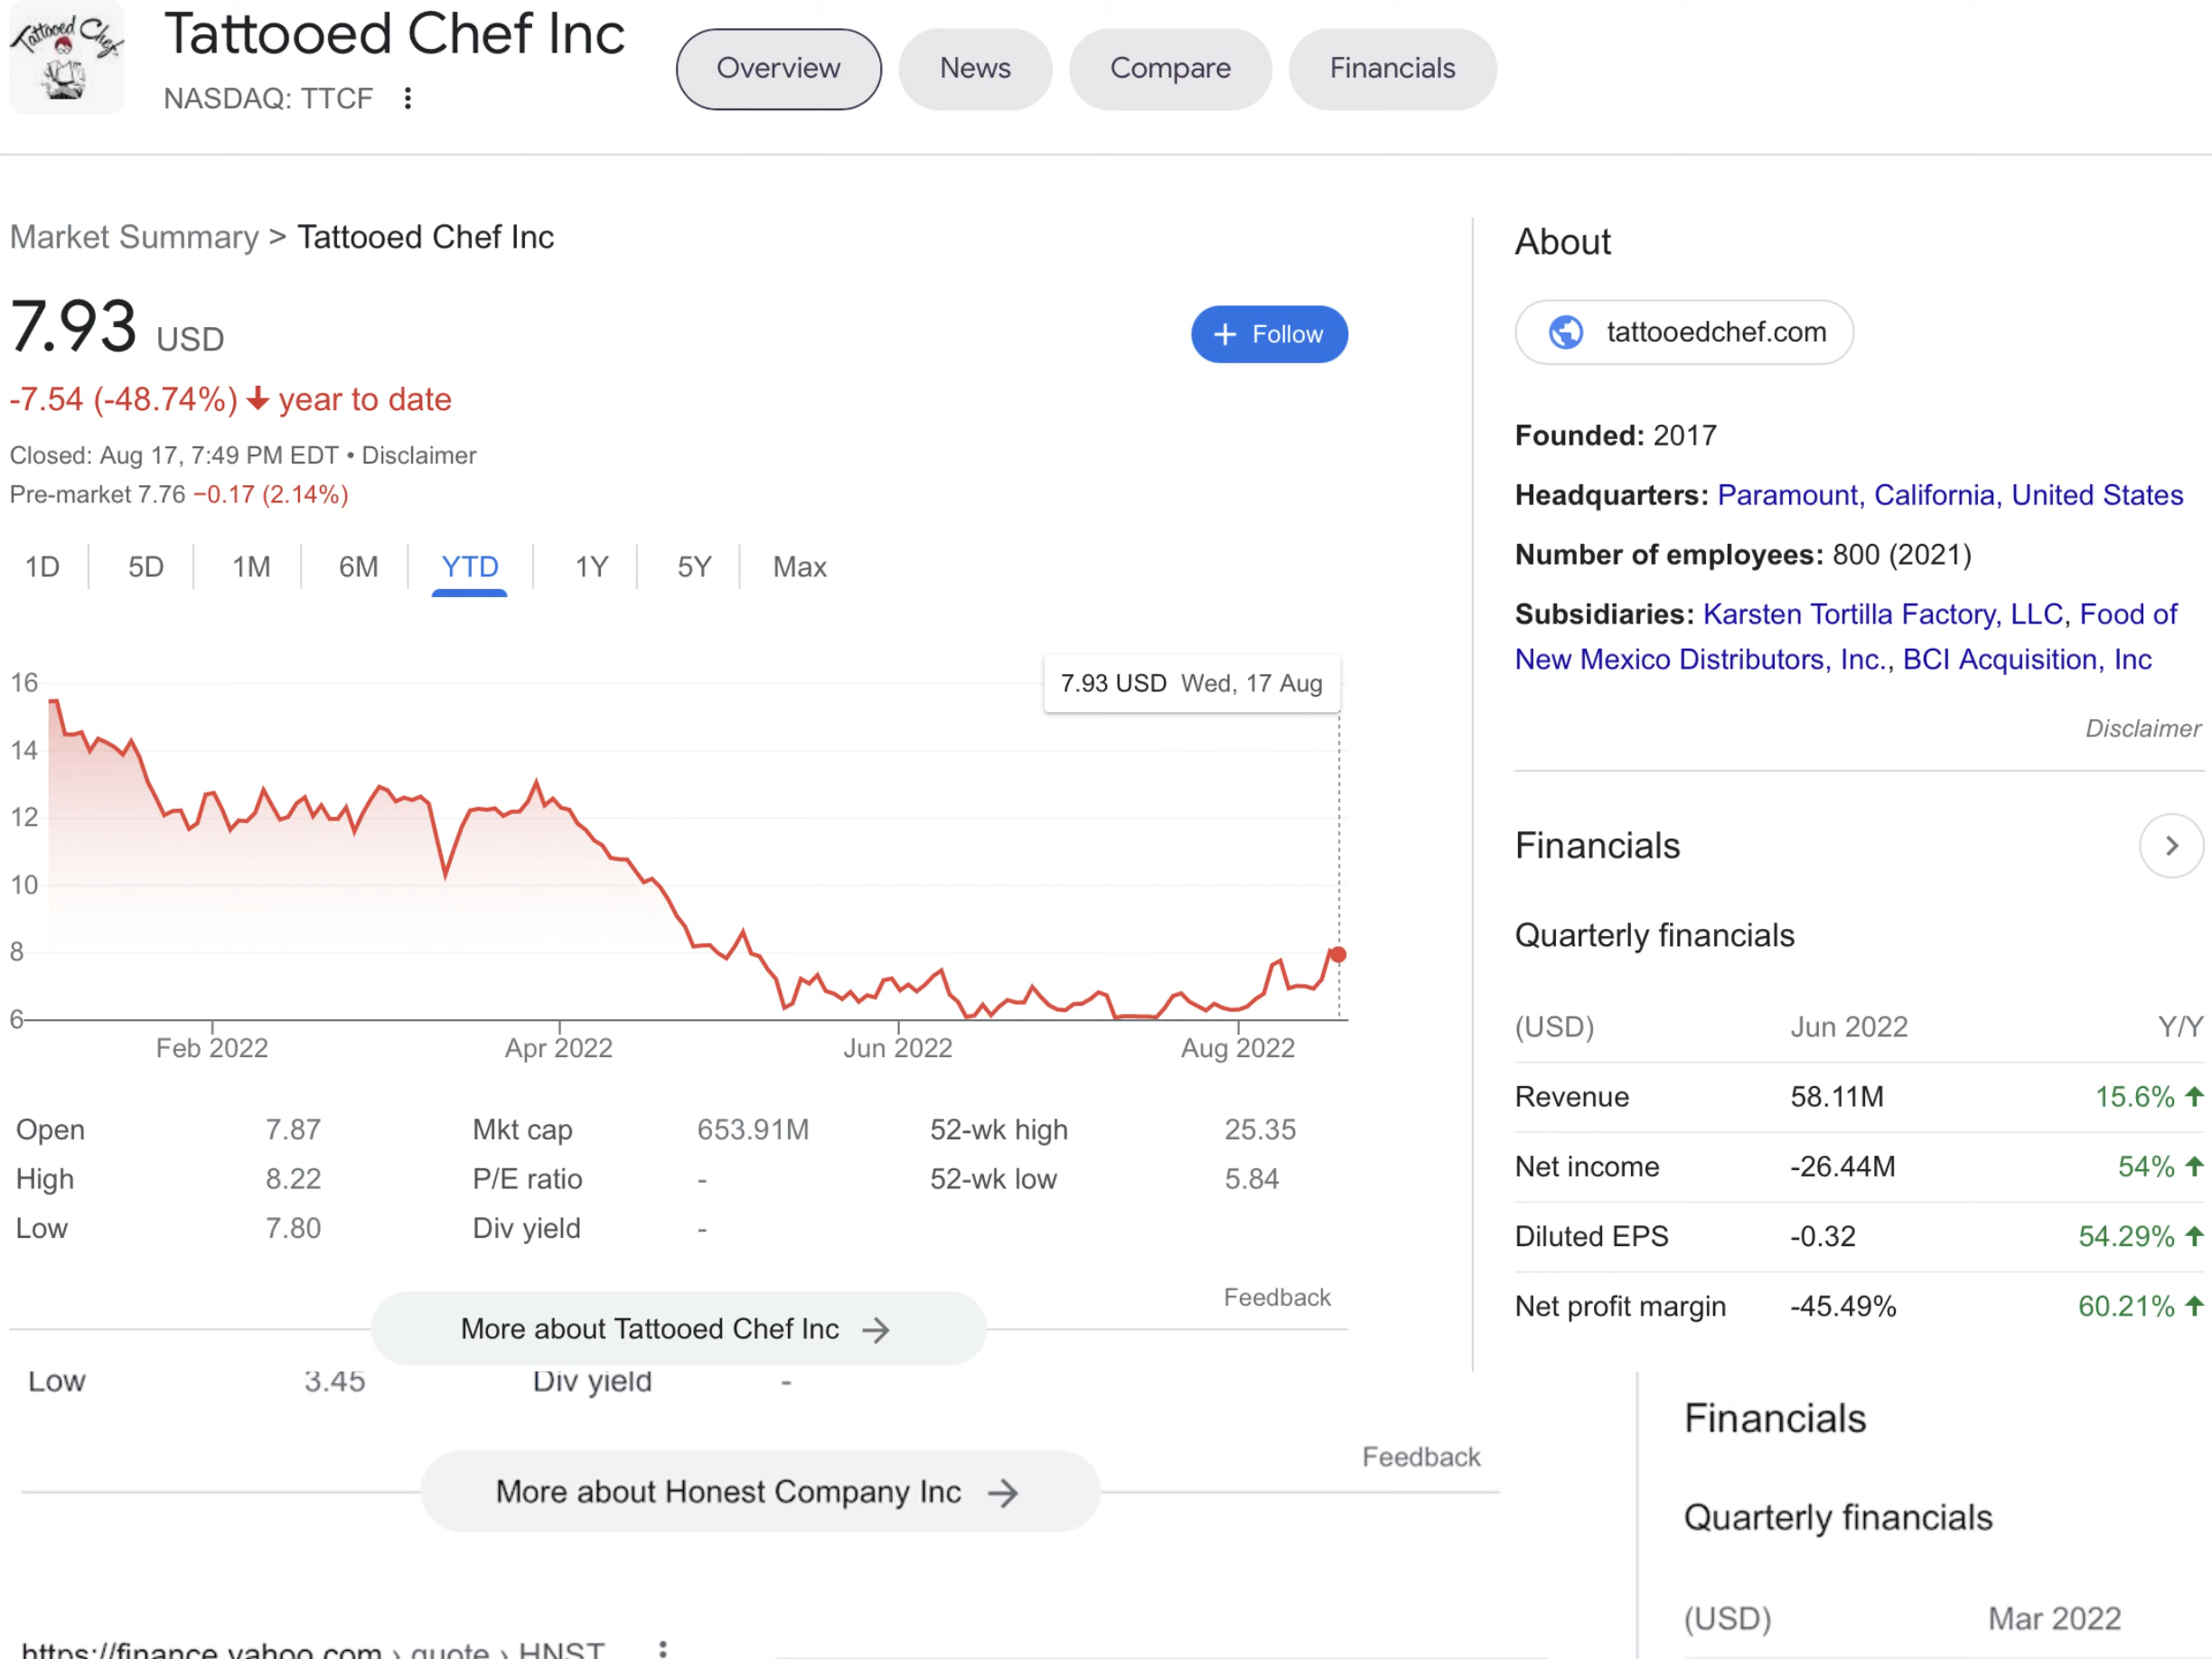 Tattooed Chef
Tattooed Chef Inc
NASDAQ: TTCF
Overview
News
Compare
Financials
Market Summary > Tattooed Chef Inc
7.93 USD
+ Follow
-7.54 (-48.74%) ↓ year to date
Closed: Aug 17, 7:49 PM EDT • Disclaimer
Pre-market 7.76 −0.17 (2.14%)
1D 5D 1M 6M YTD 1Y 5Y Max
7.93 USD Wed, 17 Aug
16
14
12
10
8
6
Feb 2022 Apr 2022 Jun 2022 Aug 2022
Open 7.87 Mkt cap 653.91M 52-wk high 25.35
High 8.22 P/E ratio - 52-wk low 5.84
Low 7.80 Div yield -
Feedback
More about Tattooed Chef Inc →
About
tattooedchef.com
Founded: 2017
Headquarters: Paramount, California, United States
Number of employees: 800 (2021)
Subsidiaries: Karsten Tortilla Factory, LLC, Food of
New Mexico Distributors, Inc., BCI Acquisition, Inc
Disclaimer
Financials
Quarterly financials
(USD) Jun 2022 Y/Y
Revenue 58.11M 15.6% ↑
Net income -26.44M 54% ↑
Diluted EPS -0.32 54.29% ↑
Net profit margin -45.49% 60.21% ↑
Low 3.45 Div yield -
Feedback
More about Honest Company Inc →
https://finance.yahoo.com › quote › HNST
Financials
Quarterly financials
(USD) Mar 2022